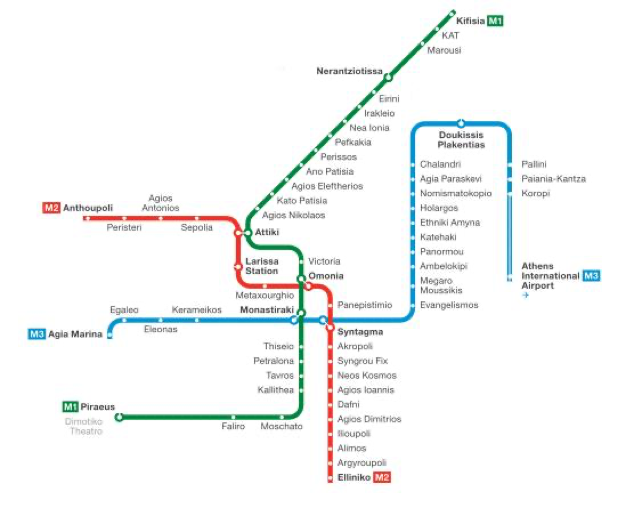 Kifisia M1
KAT
Marousi
Nerantziotissa
Eirini
Irakleio
Nea Ionia
Pefkakia
Perissos
Ano Patisia
Agios Eleftherios
Kato Patisia
Agios Nikolaos
Doukissis
Plakentias
Chalandri
Agia Paraskevi
Nomismatokopio
Holargos
Ethniki Amyna
Katehaki
Panormou
Ambelokipi
Megaro
Moussikis
Evangelismos
Pallini
Paiania-Kantza
Koropi
Athens
International M3
Airport
M2 Anthoupoli
Agios
Antonios
Peristeri
Sepolia
Attiki
Larissa
Station
Victoria
Omonia
Metaxourghio
Panepistimio
Monastiraki
Syntagma
Egaleo
Kerameikos
M3 Agia Marina
Eleonas
Thiseio
Petralona
Tavros
Kallithea
Akropoli
Syngrou Fix
Neos Kosmos
Agios Ioannis
Dafni
Agios Dimitrios
Ilioupoli
Alimos
Argyroupoli
Elliniko M2
M1 Piraeus
Dimotiko
Theatro
Faliro
Moschato